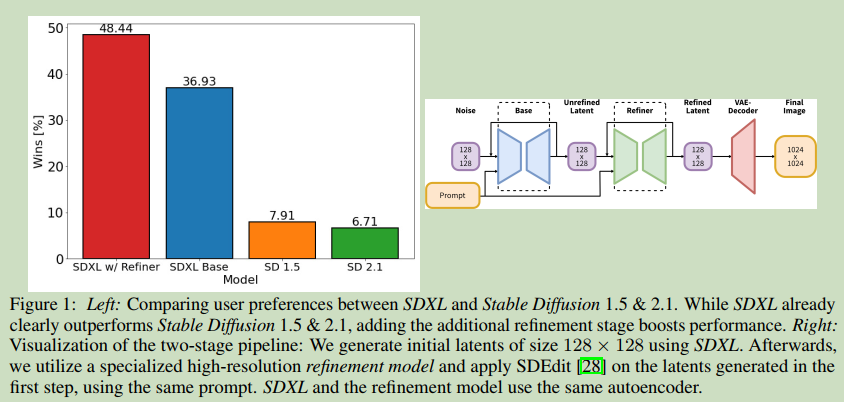 50
48.44
40
36.93
30
20
10
7.91
6.71
0
Wins [%]
SDXL w/ Refiner SDXL Base SD 1.5 SD 2.1
Model
Noise
Base
Unrefined
Latent
Refiner
Refined
Latent
VAE-
Decoder
Final
Image
128
x
128
128
x
128
128
x
128
1024
x
1024
Prompt
Figure 1: Left: Comparing user preferences between SDXL and Stable Diffusion 1.5 & 2.1. While SDXL already
clearly outperforms Stable Diffusion 1.5 & 2.1, adding the additional refinement stage boosts performance. Right:
Visualization of the two-stage pipeline: We generate initial latents of size 128 × 128 using SDXL. Afterwards,
we utilize a specialized high-resolution refinement model and apply SDEdit [28] on the latents generated in the
first step, using the same prompt. SDXL and the refinement model use the same autoencoder.